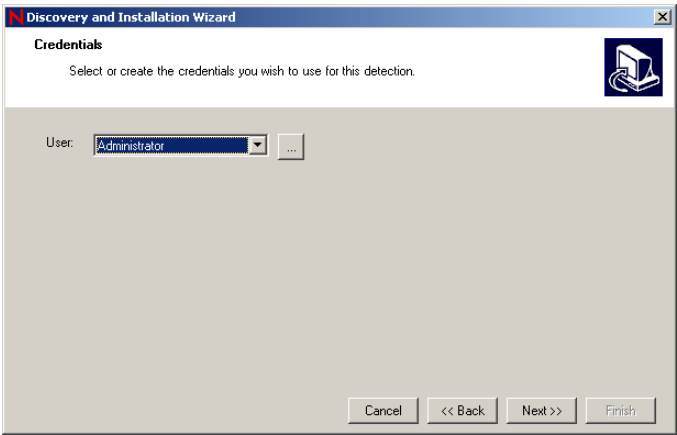 Discovery and Installation Wizard
Credentials
Select or create the credentials you wish to use for this detection.
User: Administrator ...
Cancel << Back Next >> Finish